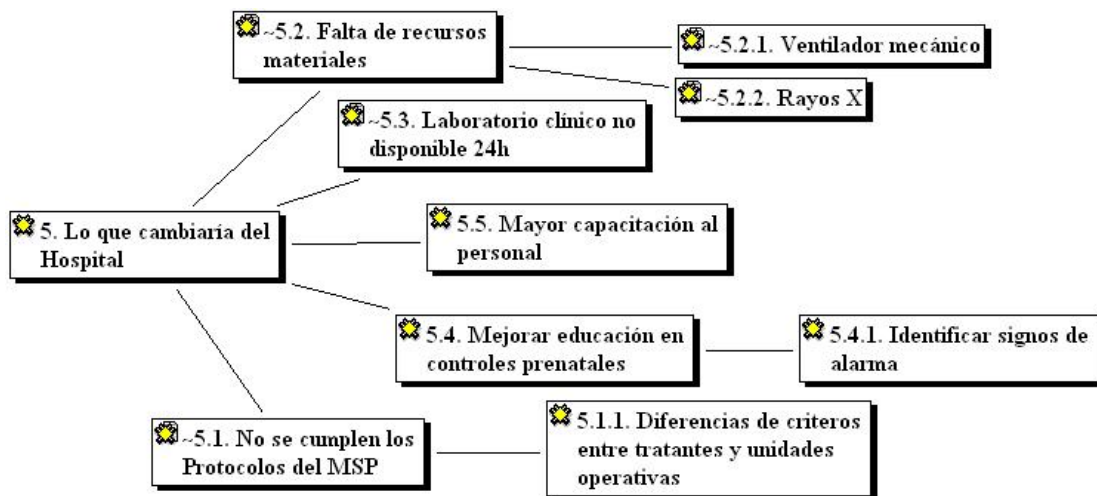 ~5.2. Falta de recursos
materiales
~5.2.1. Ventilador mecánico
~5.2.2. Rayos X
~5.3. Laboratorio clínico no
disponible 24h
5. Lo que cambiaría del
Hospital
5.5. Mayor capacitación al
personal
5.4. Mejorar educación en
controles prenatales
5.4.1. Identificar signos de
alarma
~5.1. No se cumplen los
Protocolos del MSP
5.1.1. Diferencias de criteros
entre tratantes y unidades
operativas